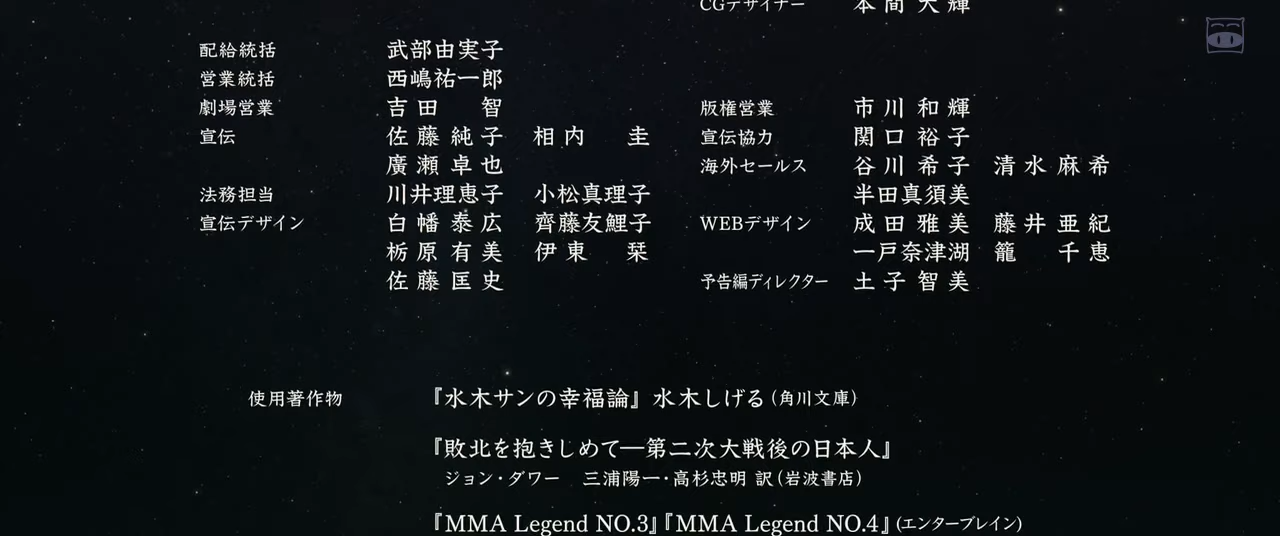 CGデザイナー 本間大輝
配給統括 武部由実子
営業統括 西嶋祐一郎
劇場営業 吉田 智 版権営業 市川和輝
宣伝 佐藤純子 相内 圭 宣伝協力 関口裕子
廣瀬卓也 海外セールス 谷川希子 清水麻希
法務担当 川井理恵子 小松真理子 半田真須美
宣伝デザイン 白幡泰広 齊藤友鯉子 WEBデザイン 成田雅美 藤井亜紀
栃原有美 伊東 栞 一戸奈津湖 籠 千恵
佐藤匡史 予告編ディレクター 土子智美
使用著作物 『水木サンの幸福論』 水木しげる(角川文庫)
『敗北を抱きしめて―第二次大戦後の日本人』
ジョン・ダワー 三浦陽一・高杉忠明 訳(岩波書店)
『MMA Legend NO.3』『MMA Legend NO.4』(エンターブレイン)